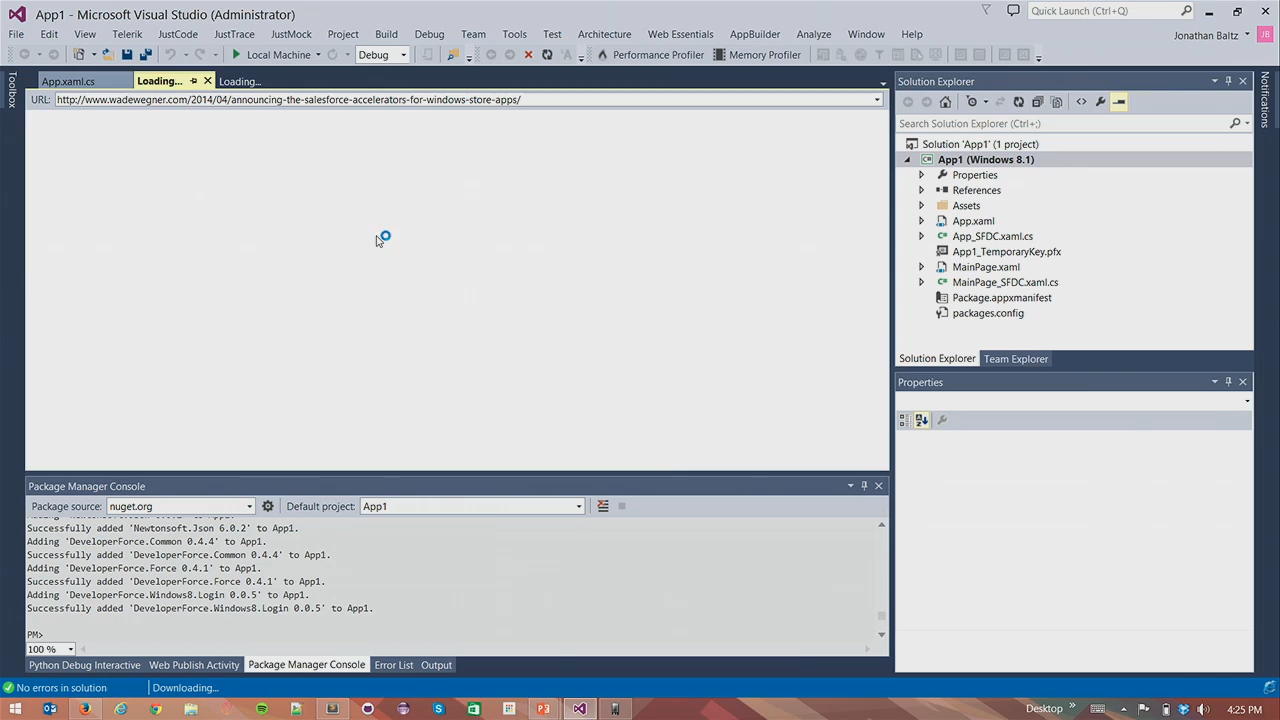 App1 - Microsoft Visual Studio (Administrator)
Quick Launch (Ctrl+;)
File Edit View Telerik JustCode JustTrace JustMock Project Build Debug Team Tools Test Architecture Web Essentials AppBuilder Analyze Window Help
Jonathan Baltz JB
Local Machine Debug Performance Profiler Memory Profiler
Toolbox
App.xaml.cs Loading... Loading...
URL: http://www.wadewegner.com/2014/04/announcing-the-salesforce-accelerators-for-windows-store-apps/
Solution Explorer
Notifications
Search Solution Explorer (Ctrl+;)
Solution 'App1' (1 project)
App1 (Windows 8.1)
Properties
References
Assets
App.xaml
App_SFDC.xaml.cs
App1_TemporaryKey.pfx
MainPage.xaml
MainPage_SFDC.xaml.cs
Package.appxmanifest
packages.config
Solution Explorer Team Explorer
Properties
Package Manager Console
Package source: nuget.org Default project: App1
Successfully added 'Newtonsoft.Json 6.0.2' to App1.
Adding 'DeveloperForce.Common 0.4.4' to App1.
Successfully added 'DeveloperForce.Common 0.4.4' to App1.
Adding 'DeveloperForce.Force 0.4.1' to App1.
Successfully added 'DeveloperForce.Force 0.4.1' to App1.
Adding 'DeveloperForce.Windows8.Login 0.0.5' to App1.
Successfully added 'DeveloperForce.Windows8.Login 0.0.5' to App1.
PM>
100 %
Python Debug Interactive Web Publish Activity Package Manager Console Error List Output
No errors in solution Downloading...
Desktop 4:25 PM